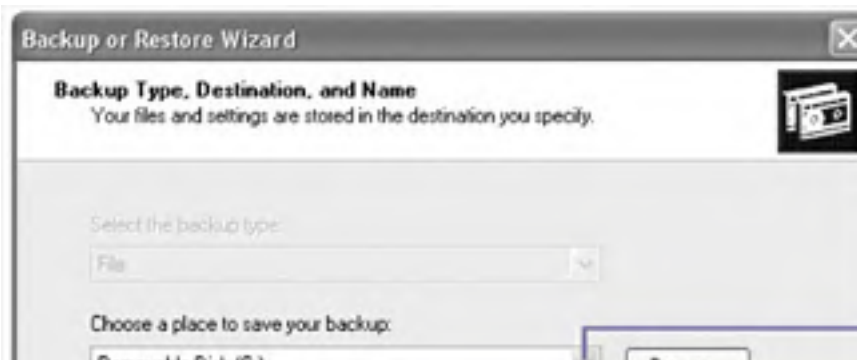 Backup or Restore Wizard
Backup Type, Destination, and Name
Your files and settings are stored in the destination you specify.
Select the backup type:
File
Choose a place to save your backup: